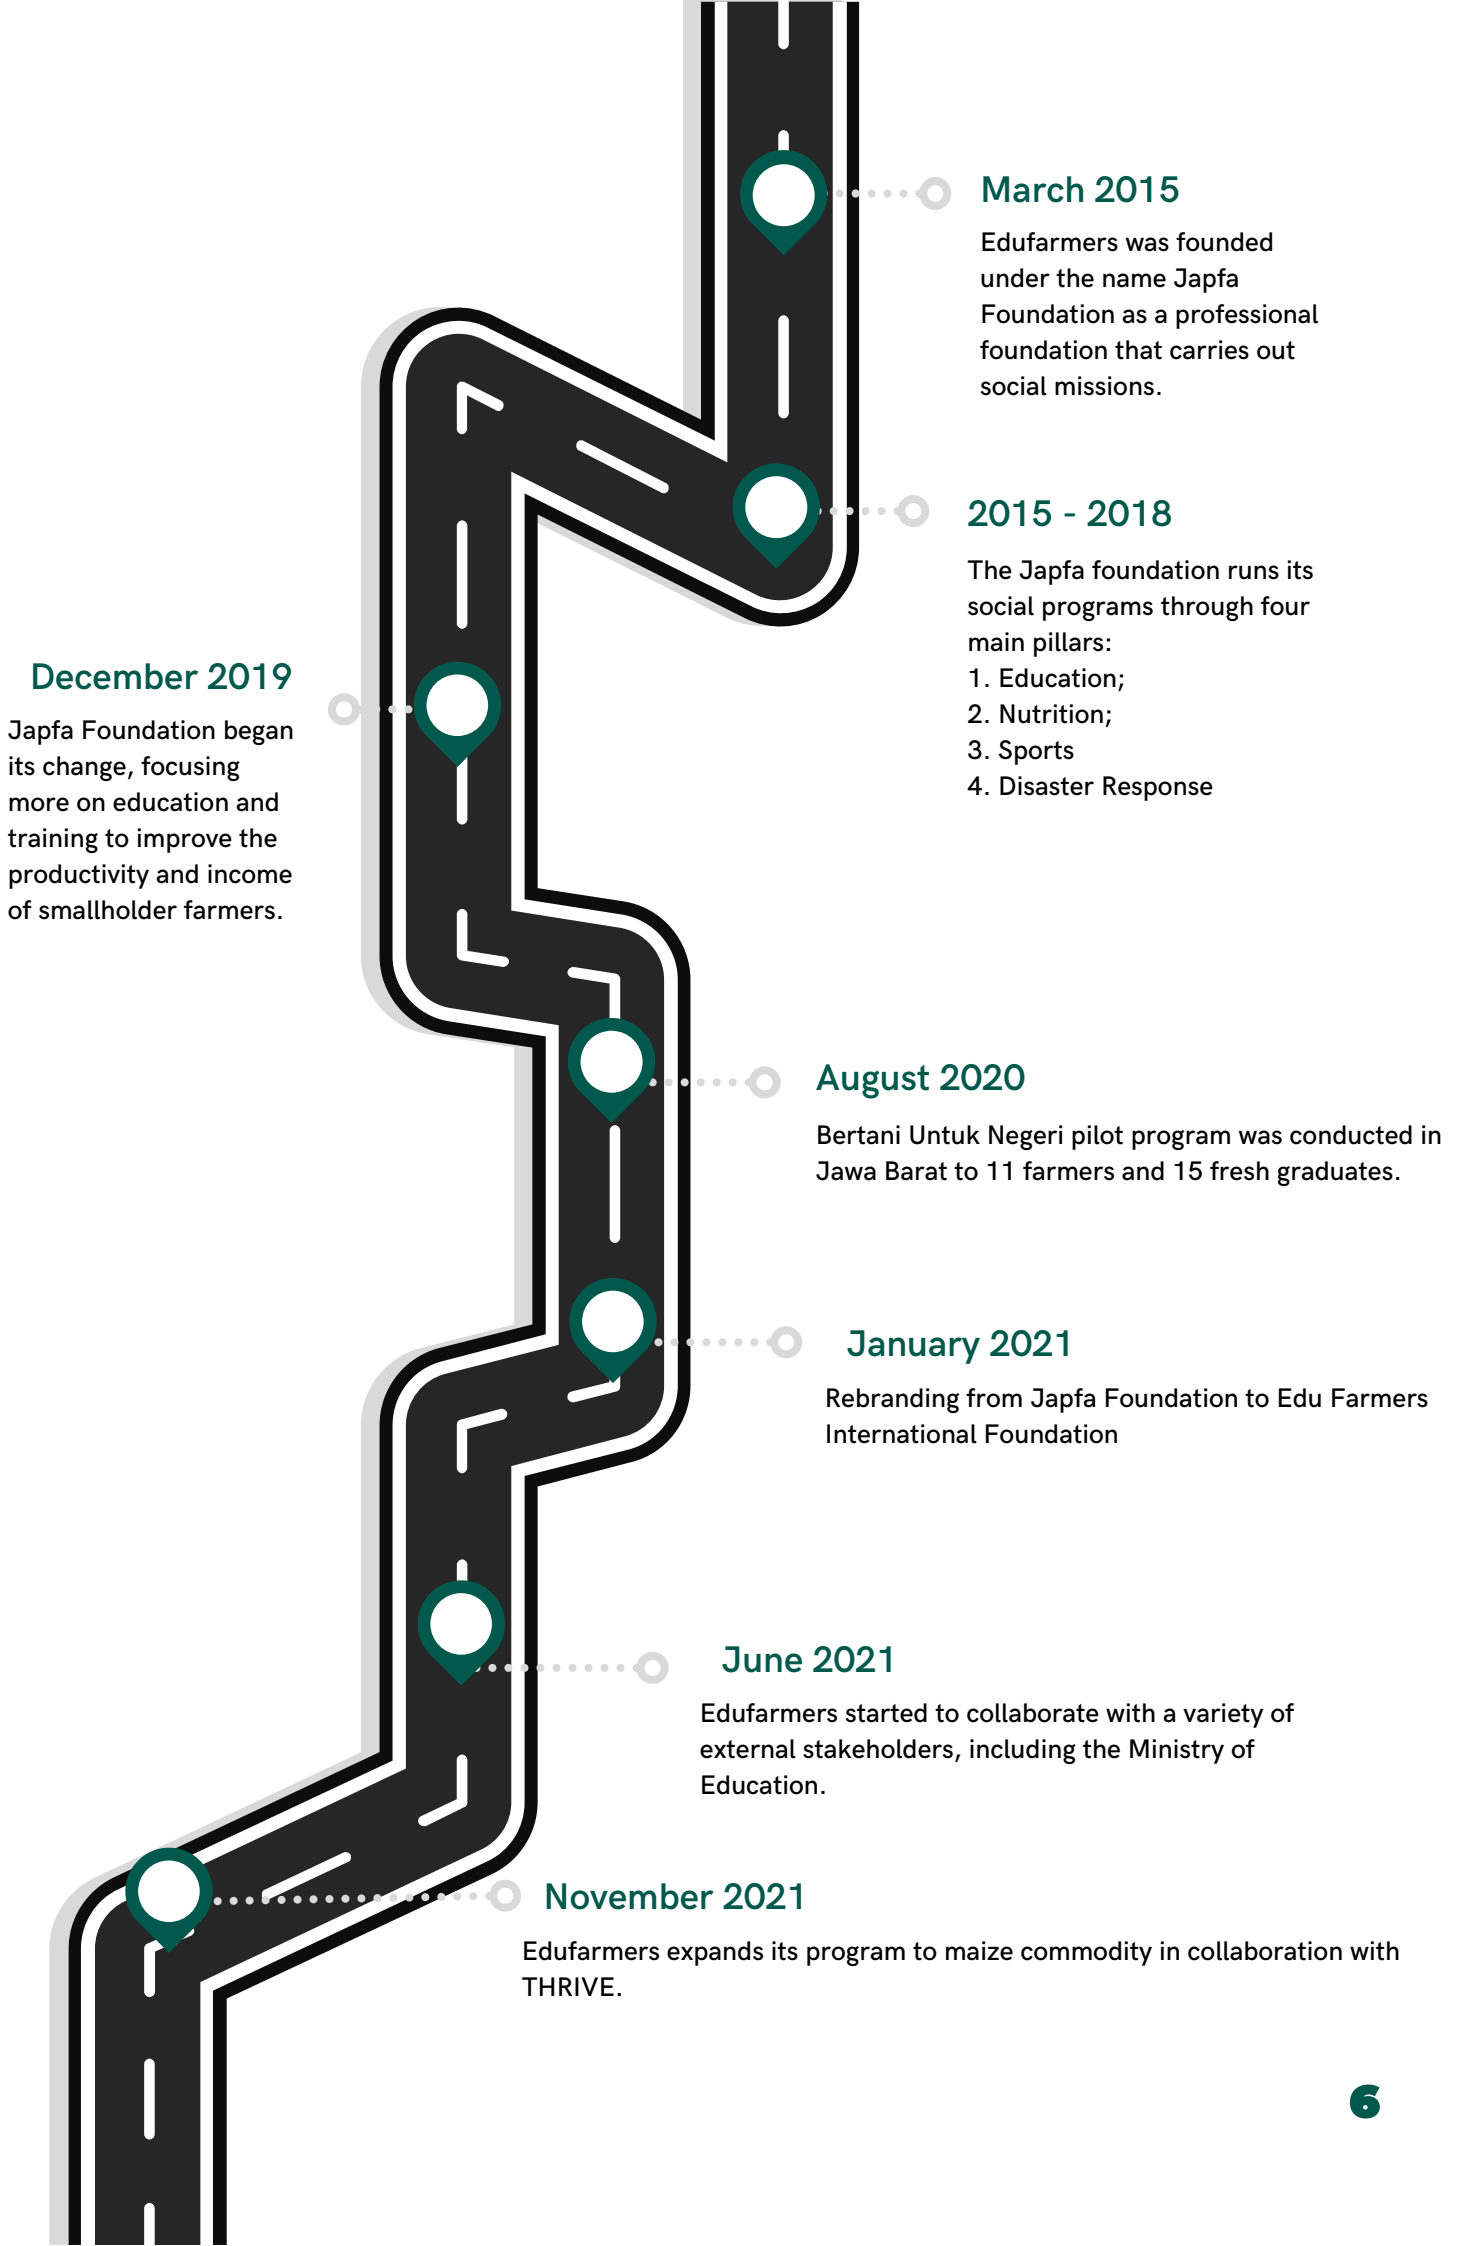 March 2015
Edufarmers was founded
under the name Japfa
Foundation as a professional
foundation that carries out
social missions.
2015 - 2018
The Japfa foundation runs its
social programs through four
main pillars:
1. Education;
2. Nutrition;
3. Sports
4. Disaster Response
December 2019
Japfa Foundation began
its change, focusing
more on education and
training to improve the
productivity and income
of smallholder farmers.
August 2020
Bertani Untuk Negeri pilot program was conducted in
Jawa Barat to 11 farmers and 15 fresh graduates.
January 2021
Rebranding from Japfa Foundation to Edu Farmers
International Foundation
June 2021
Edufarmers started to collaborate with a variety of
external stakeholders, including the Ministry of
Education.
November 2021
Edufarmers expands its program to maize commodity in collaboration with
THRIVE.
6